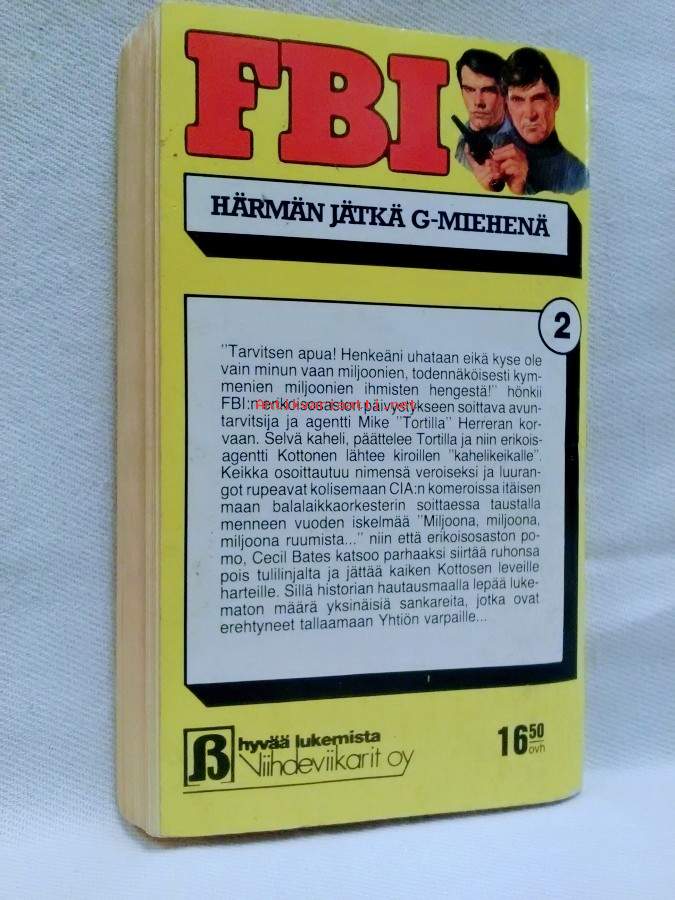 FBI
HÄRMÄN JÄTKÄ G-MIEHENÄ
2
"Tarvitsen apua! Henkeäni uhataan eikä kyse ole
vain minun vaan miljoonien, todennäköisesti kym-
menien miljoonien ihmisten hengestä!" hönkii
FBI:n erikoisosaston päivystykseen soittava avun-
tarvitsija ja agentti Mike "Tortilla" Herreran kor-
vaan. Selvä kaheli, päättelee Tortilla ja niin erikois-
agentti Kottonen lähtee kiroillen "kahelikeikalle".
Keikka osoittautuu nimensä veroiseksi ja luuran-
got rupeavat kolisemaan CIA:n komeroissa itäisen
maan balalaikkaorkesterin soittaessa taustalla
menneen vuoden iskelmää "Miljoona, miljoona,
miljoona ruumista..." niin että erikoisosaston po-
mo, Cecil Bates katsoo parhaaksi siirtää ruhonsa
pois tulilinjalta ja jättää kaiken Kottosen leveille
harteille. Sillä historian hautausmaalla lepää luke-
maton määrä yksinäisiä sankareita, jotka ovat
erehtyneet tallaamaan Yhtiön varpaille...
hyvää lukemista
Viihdeviikarit oy
16 50
ovh